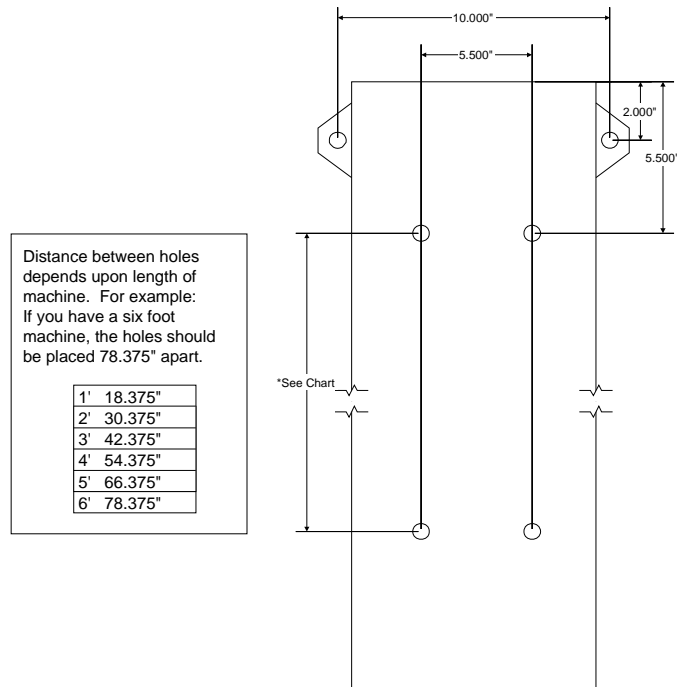 10.000"
5.500"
2.000"
5.500"
Distance between holes
depends upon length of
machine. For example:
If you have a six foot
machine, the holes should
be placed 78.375" apart.
*See Chart
1' 18.375"
2' 30.375"
3' 42.375"
4' 54.375"
5' 66.375"
6' 78.375"